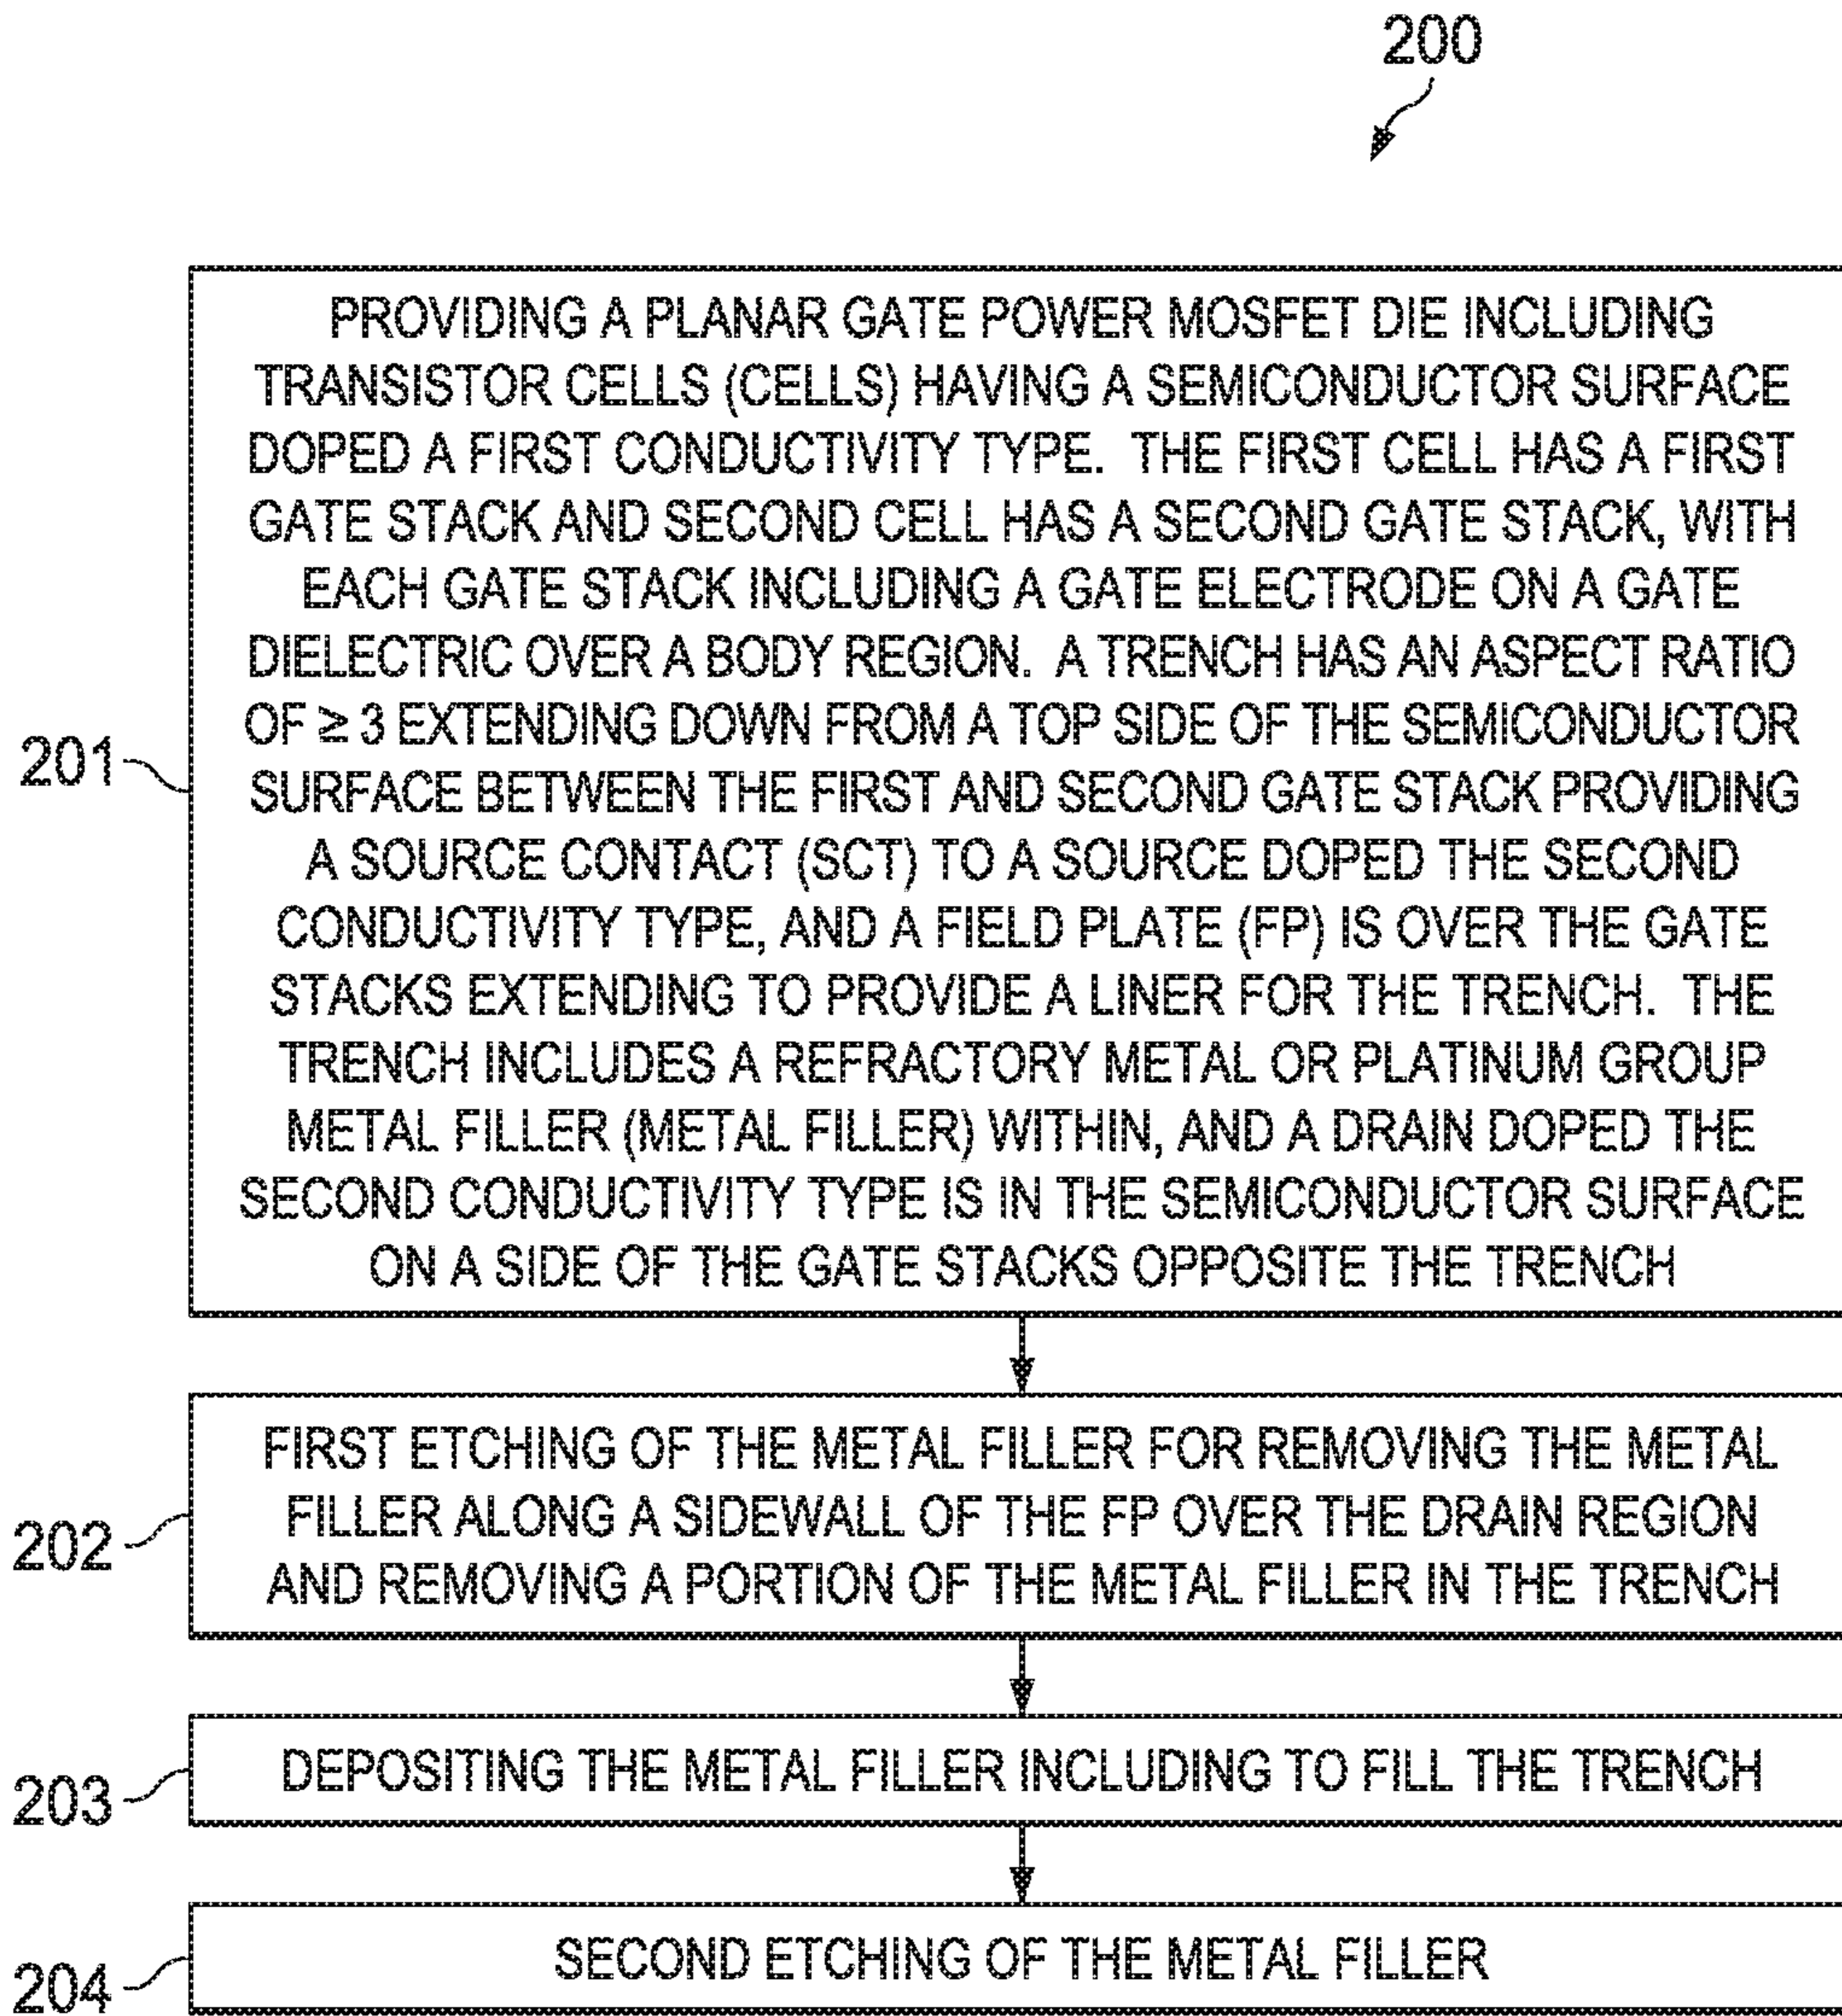 200
201
PROVIDING A PLANAR GATE POWER MOSFET DIE INCLUDING
TRANSISTOR CELLS (CELLS) HAVING A SEMICONDUCTOR SURFACE
DOPED A FIRST CONDUCTIVITY TYPE. THE FIRST CELL HAS A FIRST
GATE STACK AND SECOND CELL HAS A SECOND GATE STACK, WITH
EACH GATE STACK INCLUDING A GATE ELECTRODE ON A GATE
DIELECTRIC OVER A BODY REGION. A TRENCH HAS AN ASPECT RATIO
OF ≥ 3 EXTENDING DOWN FROM A TOP SIDE OF THE SEMICONDUCTOR
SURFACE BETWEEN THE FIRST AND SECOND GATE STACK PROVIDING
A SOURCE CONTACT (SCT) TO A SOURCE DOPED THE SECOND
CONDUCTIVITY TYPE, AND A FIELD PLATE (FP) IS OVER THE GATE
STACKS EXTENDING TO PROVIDE A LINER FOR THE TRENCH. THE
TRENCH INCLUDES A REFRACTORY METAL OR PLATINUM GROUP
METAL FILLER (METAL FILLER) WITHIN, AND A DRAIN DOPED THE
SECOND CONDUCTIVITY TYPE IS IN THE SEMICONDUCTOR SURFACE
ON A SIDE OF THE GATE STACKS OPPOSITE THE TRENCH
202
FIRST ETCHING OF THE METAL FILLER FOR REMOVING THE METAL
FILLER ALONG A SIDEWALL OF THE FP OVER THE DRAIN REGION
AND REMOVING A PORTION OF THE METAL FILLER IN THE TRENCH
203
DEPOSITING THE METAL FILLER INCLUDING TO FILL THE TRENCH
204
SECOND ETCHING OF THE METAL FILLER